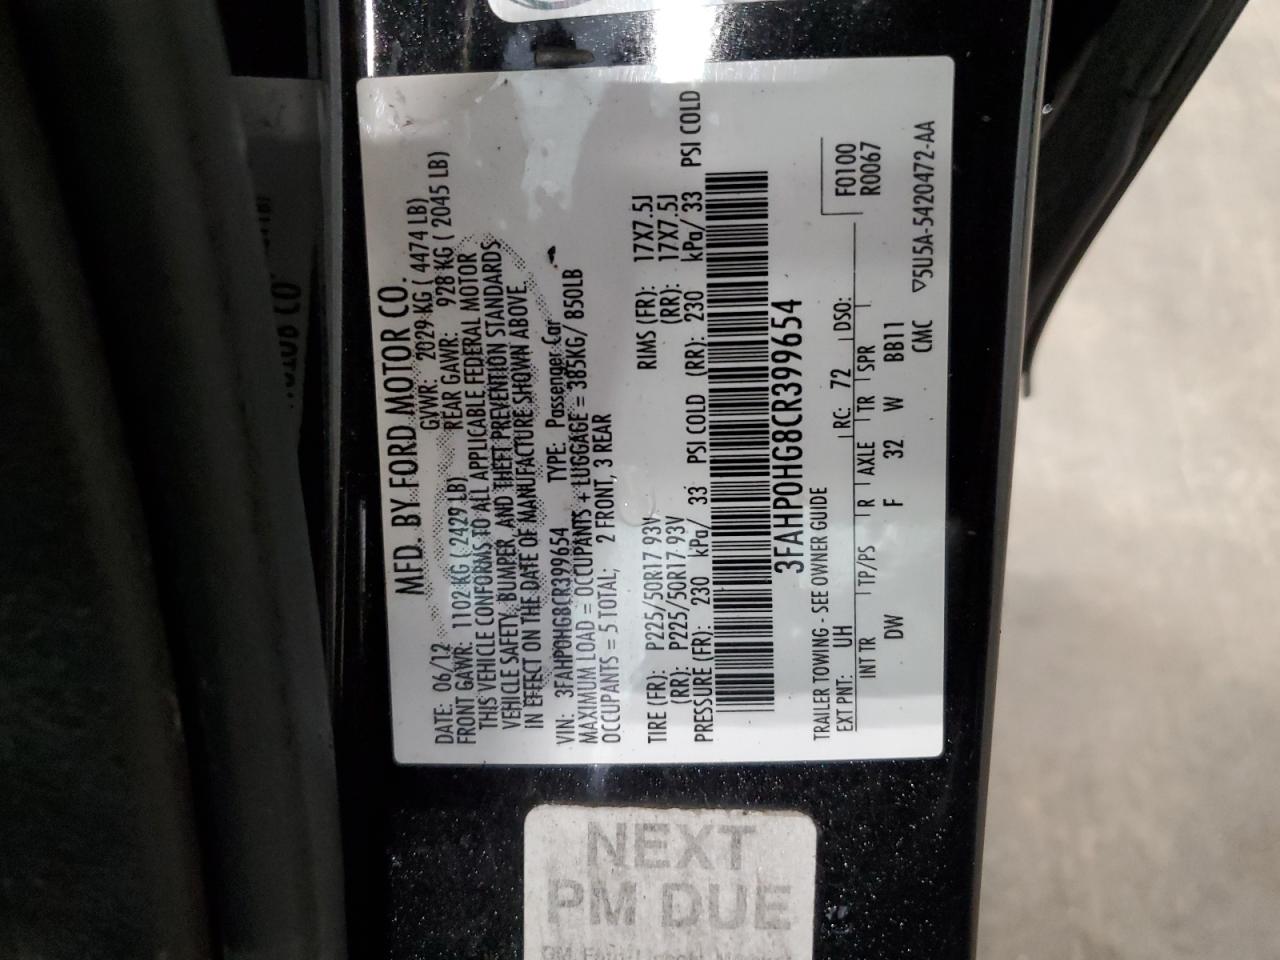 MFD. BY FORD MOTOR CO.
DATE: 06/12 GVWR: 2029 KG ( 4474 LB)
FRONT GAWR: 1102 KG ( 2429 LB) REAR GAWR: 928 KG ( 2045 LB)
THIS VEHICLE CONFORMS TO ALL APPLICABLE FEDERAL MOTOR
VEHICLE SAFETY, BUMPER, AND THEFT PREVENTION STANDARDS
IN EFFECT ON THE DATE OF MANUFACTURE SHOWN ABOVE.
VIN: 3FAHP0HG8CR399654 TYPE: Passenger Car
MAXIMUM LOAD = OCCUPANTS + LUGGAGE = 385KG/ 850LB
OCCUPANTS = 5 TOTAL, 2 FRONT, 3 REAR
TIRE (FR): P225/50R17 93V RIMS (FR): 17X7.5J
(RR): P225/50R17 93V (RR): 17X7.5J
PRESSURE (FR): 230 kPa/ 33 PSI COLD (RR): 230 kPa/ 33 PSI COLD
3FAHP0HG8CR399654
TRAILER TOWING - SEE OWNER GUIDE F0100
EXT PNT: UH RC: 72 DSO: R0067
INT TR TP/PS R AXLE TR SPR
DW F 32 W BB11
CMC ▽5U5A-5420472-AA
NEXT
PM DUE